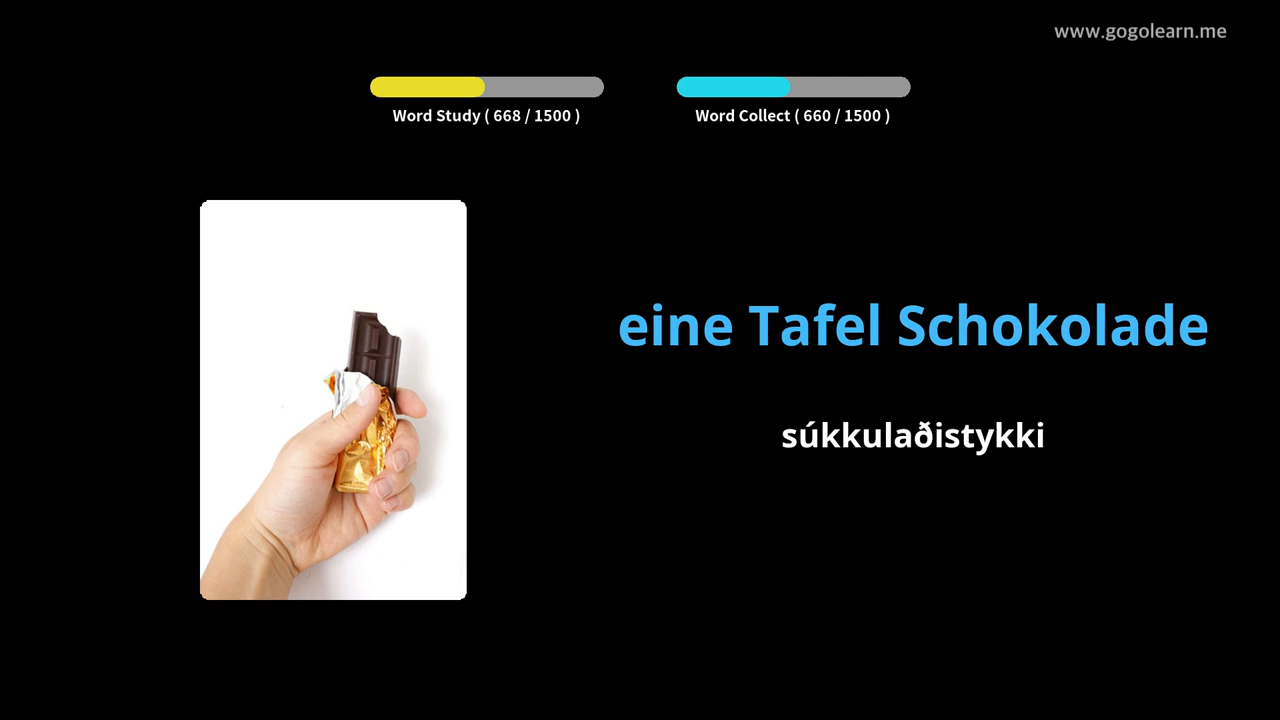 www.gogolearn.me
Word Study ( 668 / 1500 )
Word Collect ( 660 / 1500 )
eine Tafel Schokolade
súkkulaðistykki